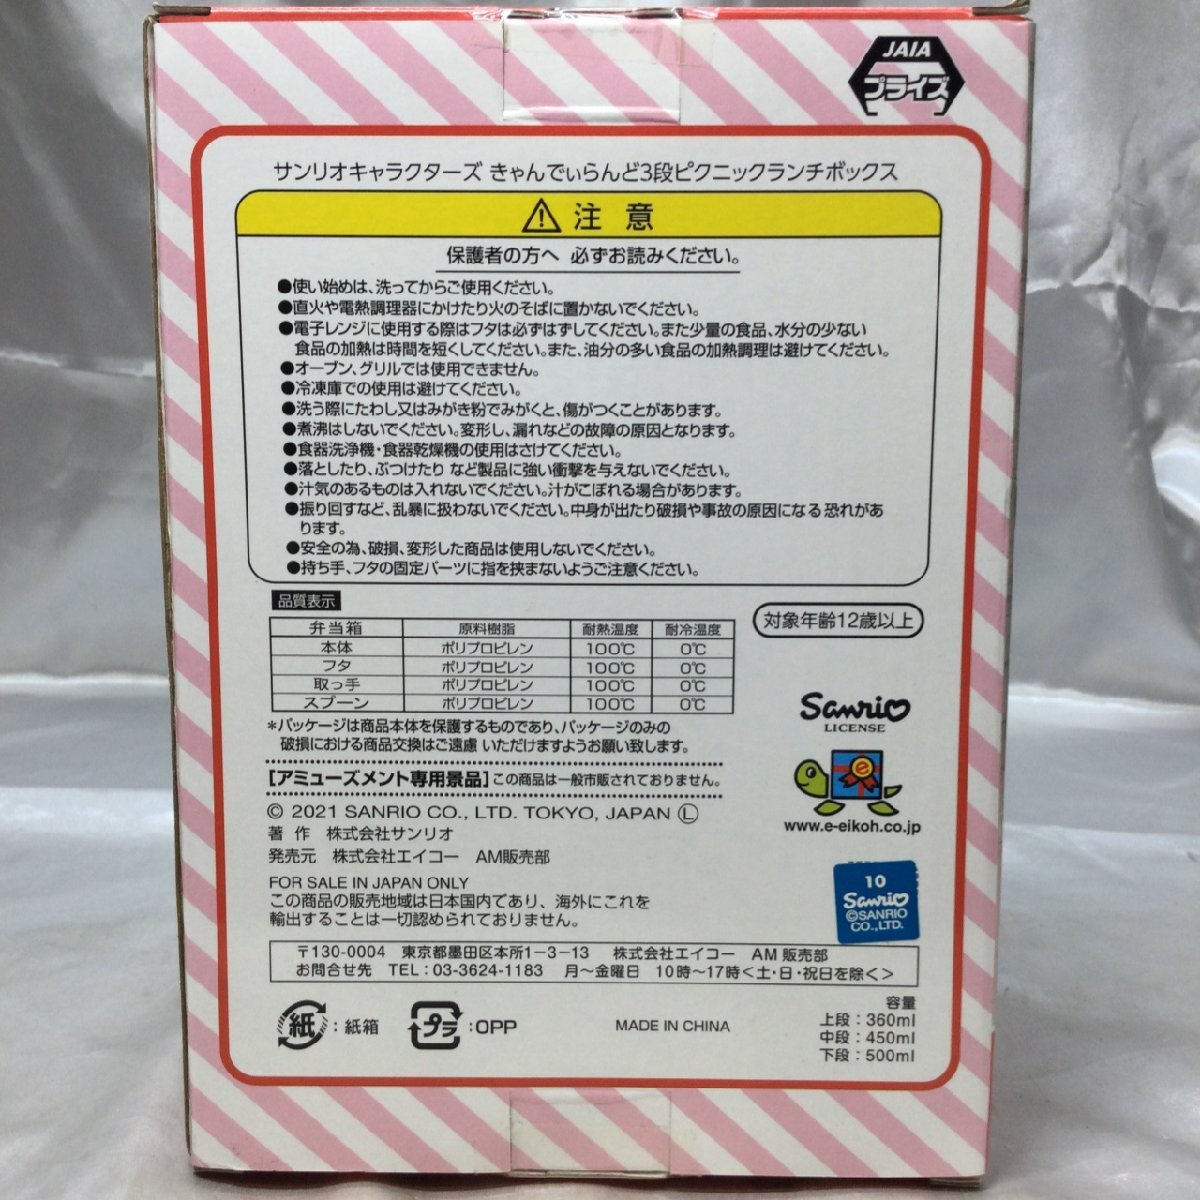 JAIA
プライズ
サンリオキャラクターズ きゃんでぃらんど3段ピクニックランチボックス
注意
保護者の方へ 必ずお読みください。
●使い始めは、洗ってからご使用ください。
●直火や電熱調理器にかけたり火のそばに置かないでください。
●電子レンジに使用する際はフタは必ずはずしてください。また少量の食品、水分の少ない
食品の加熱は時間を短くしてください。また、油分の多い食品の加熱調理は避けてください。
●オーブン、グリルでは使用できません。
●冷凍庫での使用は避けてください。
●洗う際にたわし又はみがき粉でみがくと、傷がつくことがあります。
●煮沸はしないでください。変形し、漏れなどの故障の原因となります。
●食器洗浄機・食器乾燥機の使用はさけてください。
●落としたり、ぶつけたり など製品に強い衝撃を与えないでください。
●汁気のあるものは入れないでください。汁がこぼれる場合があります。
●振り回すなど、乱暴に扱わないでください。中身が出たり破損や事故の原因になる 恐れがあ
ります。
●安全の為、破損、変形した商品は使用しないでください。
●持ち手、フタの固定パーツに指を挟まないようご注意ください。
品質表示
対象年齢12歳以上
弁当箱 原料樹脂 耐熱温度 耐冷温度
本体 ポリプロピレン 100℃ 0℃
フタ ポリプロピレン 100℃ 0℃
取っ手 ポリプロピレン 100℃ 0℃
スプーン ポリプロピレン 100℃ 0℃
*パッケージは商品本体を保護するものであり、パッケージのみの
破損における商品交換はご遠慮 いただけますようお願い致します。
Sanrio
LICENSE
【アミューズメント専用景品】この商品は一般市販されておりません。
e
www.e-eikoh.co.jp
© 2021 SANRIO CO., LTD. TOKYO, JAPAN Ⓛ
著 作 株式会社サンリオ
発売元 株式会社エイコー AM販売部
FOR SALE IN JAPAN ONLY
この商品の販売地域は日本国内であり、海外にこれを
輸出することは一切認められておりません。
10
Sanrio
©SANRIO
CO.,LTD.
〒130-0004 東京都墨田区本所1-3-13 株式会社エイコー AM 販売部
お問合せ先 TEL:03-3624-1183 月～金曜日 10時～17時<土・日・祝日を除く>
紙:紙箱
プラ:OPP
MADE IN CHINA
容量
上段:360ml
中段:450ml
下段:500ml